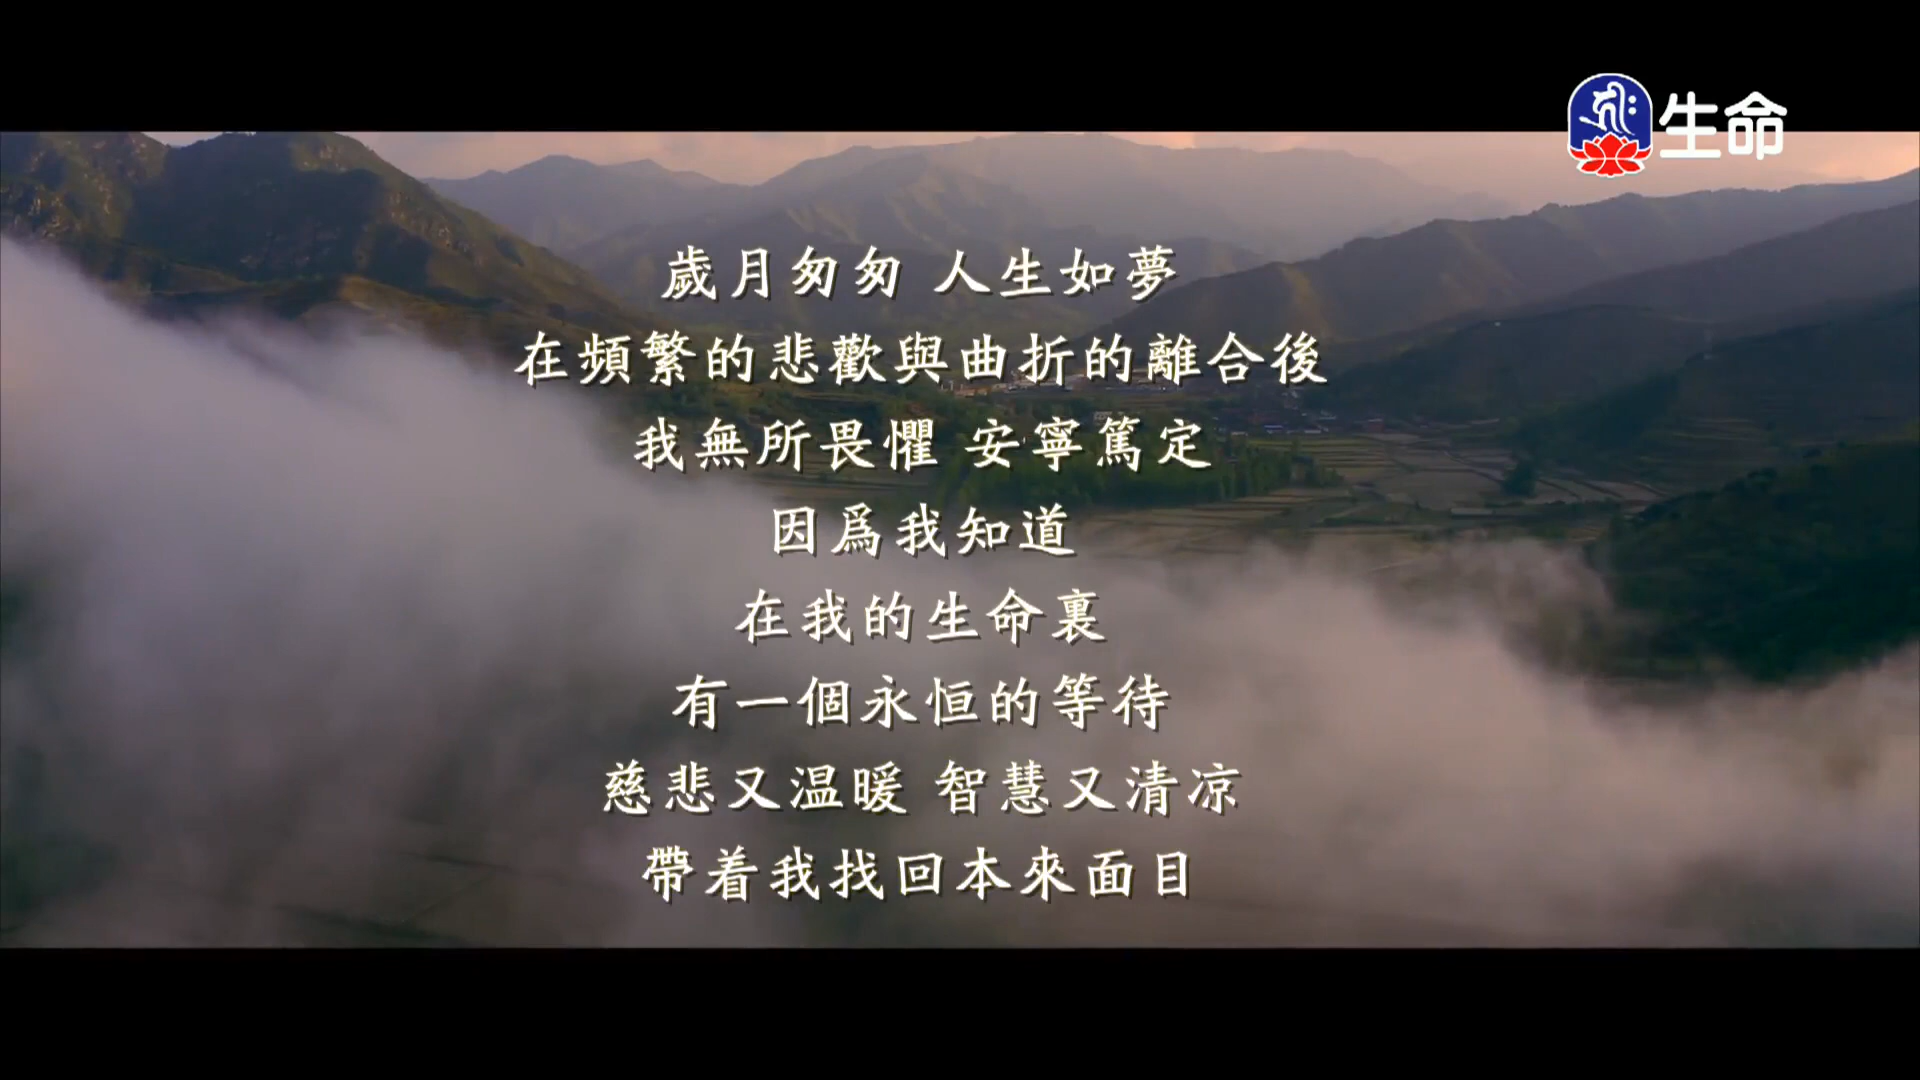 生命
歲月匆匆 人生如夢
在頻繁的悲歡與曲折的離合後
我無所畏懼 安寧篤定
因爲我知道
在我的生命裏
有一個永恒的等待
慈悲又温暖 智慧又清凉
帶着我找回本來面目